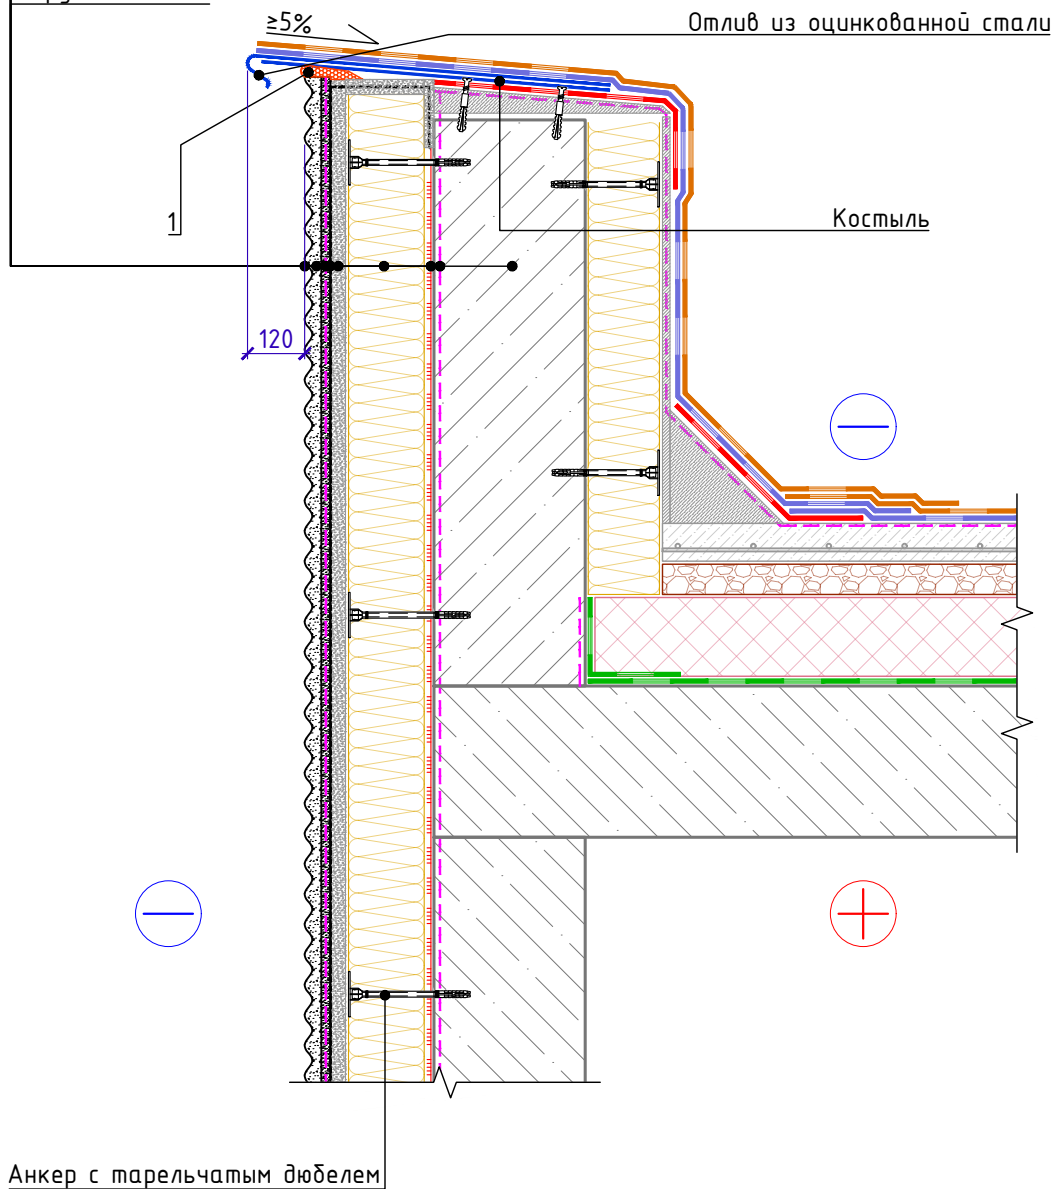 ≥5%
Отлив из оцинкованной стали
1
Костыль
120
Анкер с тарельчатым дюбелем